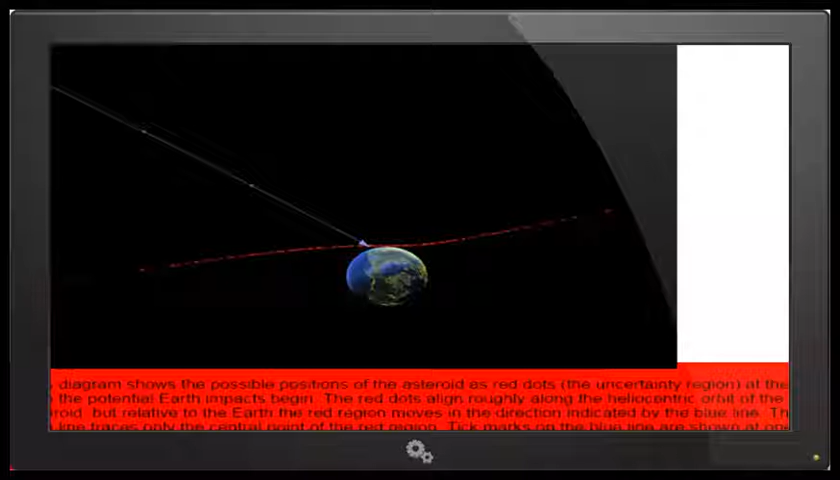 diagram shows the possible positions of the asteroid as red dots (the uncertainty region) at the
the potential Earth impacts begin. The red dots align roughly along the heliocentric orbit of the
roid, but relative to the Earth the red region moves in the direction indicated by the blue line. Th
line traces only the central point of the red region. Tick marks on the blue line are shown at one